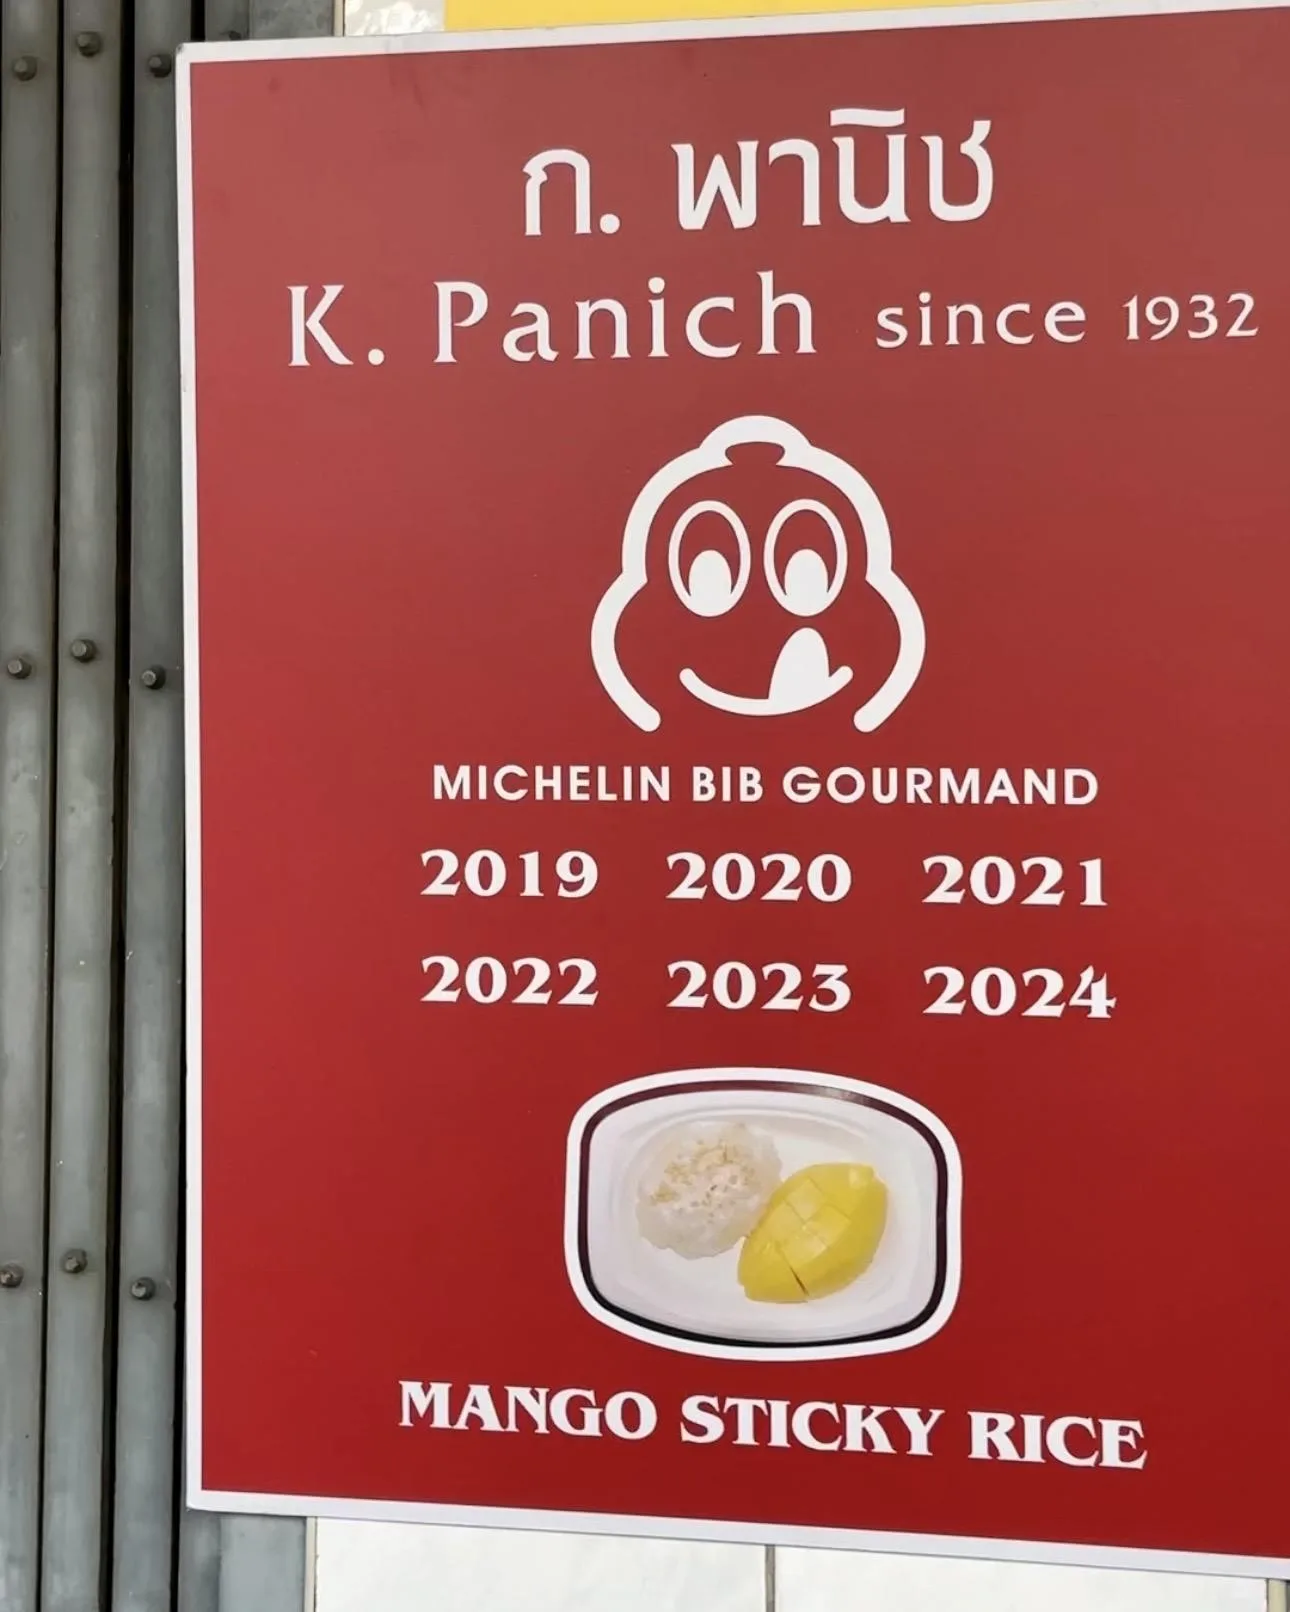 ก. พานิช
K. Panich since 1932
MICHELIN BIB GOURMAND
2019 2020 2021
2022 2023 2024
MANGO STICKY RICE